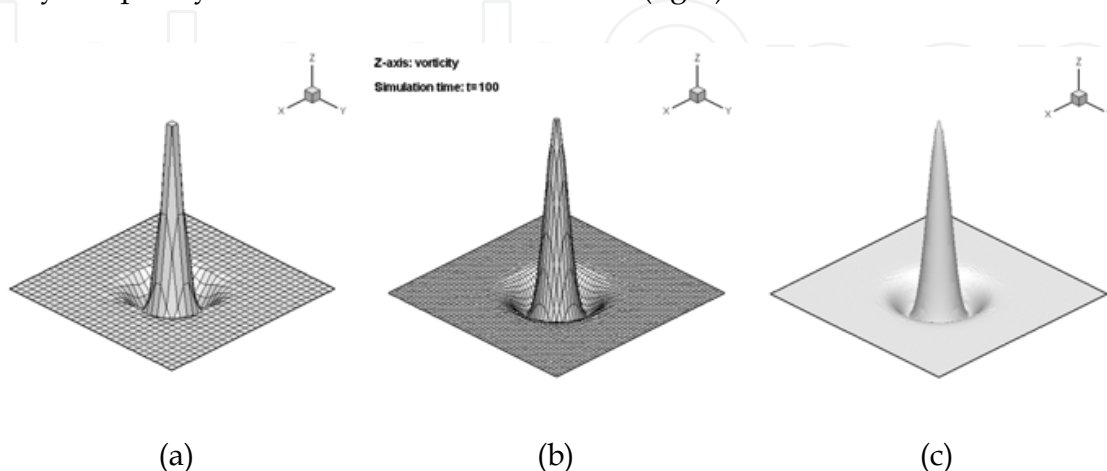 Z-axis: vorticity
Simulation time: t=100
Z
X
Y
Z
X
Y
Z
X
(a)
(b)
(c)